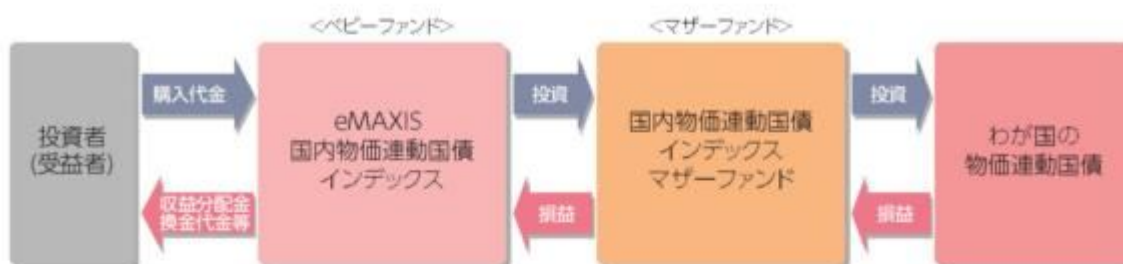 <ベビーファンド>
<マザーファンド>
投資者
(受益者)
購入代金
収益分配金
換金代金等
eMAXIS
国内物価連動国債
インデックス
投資
損益
国内物価連動国債
インデックス
マザーファンド
投資
損益
わが国の
物価連動国債